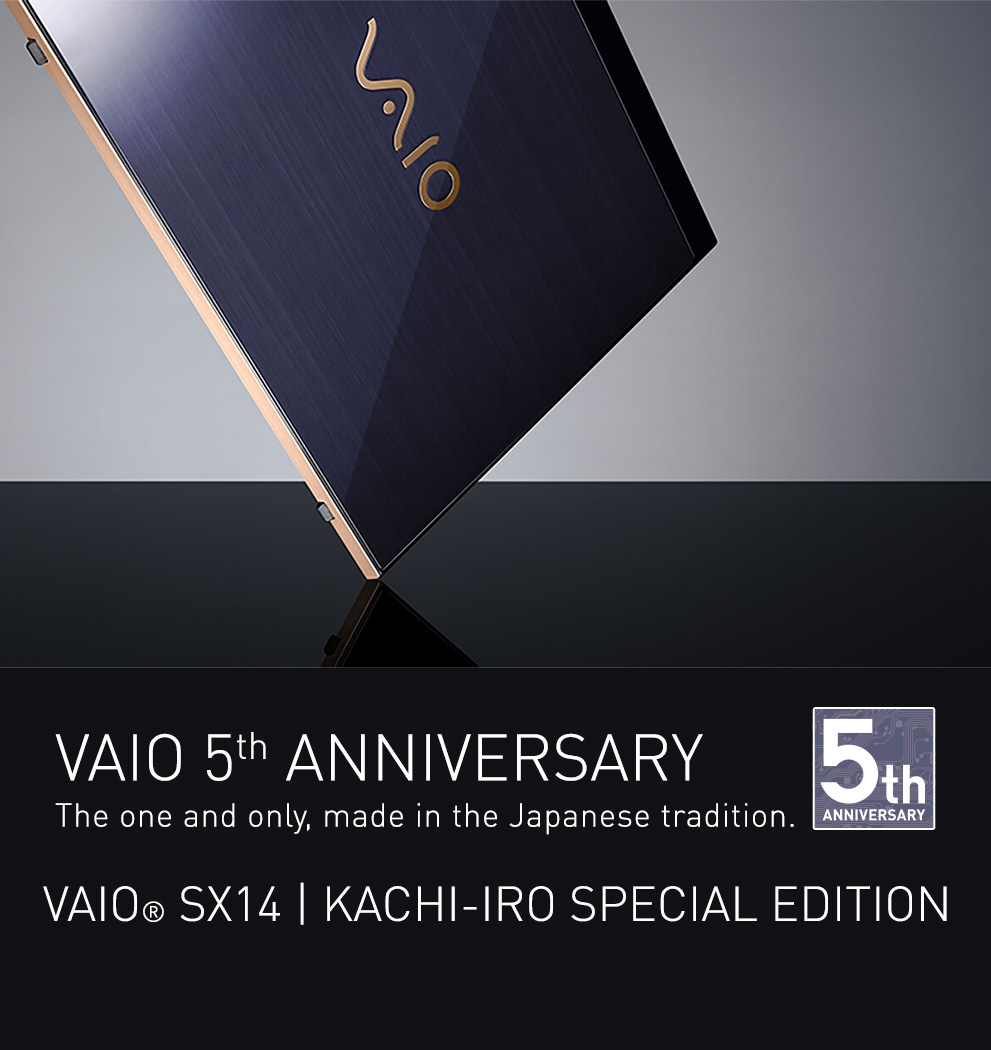 VAIO
VAIO 5th ANNIVERSARY
The one and only, made in the Japanese tradition.
5th
ANNIVERSARY
VAIO® SX14 | KACHI-IRO SPECIAL EDITION